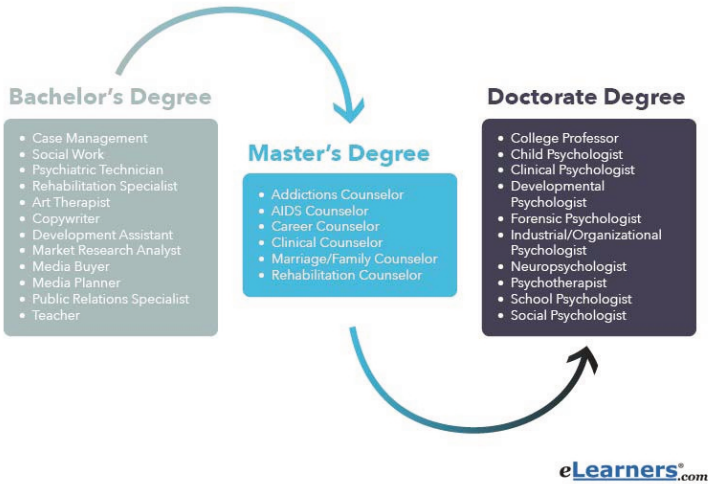 Bachelor's Degree
• Case Management
• Social Work
• Psychiatric Technician
• Rehabilitation Specialist
• Art Therapist
• Copywriter
• Development Assistant
• Market Research Analyst
• Media Buyer
• Media Planner
• Public Relations Specialist
• Teacher
Master's Degree
• Addictions Counselor
• AIDS Counselor
• Career Counselor
• Clinical Counselor
• Marriage/Family Counselor
• Rehabilitation Counselor
Doctorate Degree
• College Professor
• Child Psychologist
• Clinical Psychologist
• Developmental
Psychologist
• Forensic Psychologist
• Industrial/Organizational
Psychologist
• Neuropsychologist
• Psychotherapist
• School Psychologist
• Social Psychologist
eLearners®.com